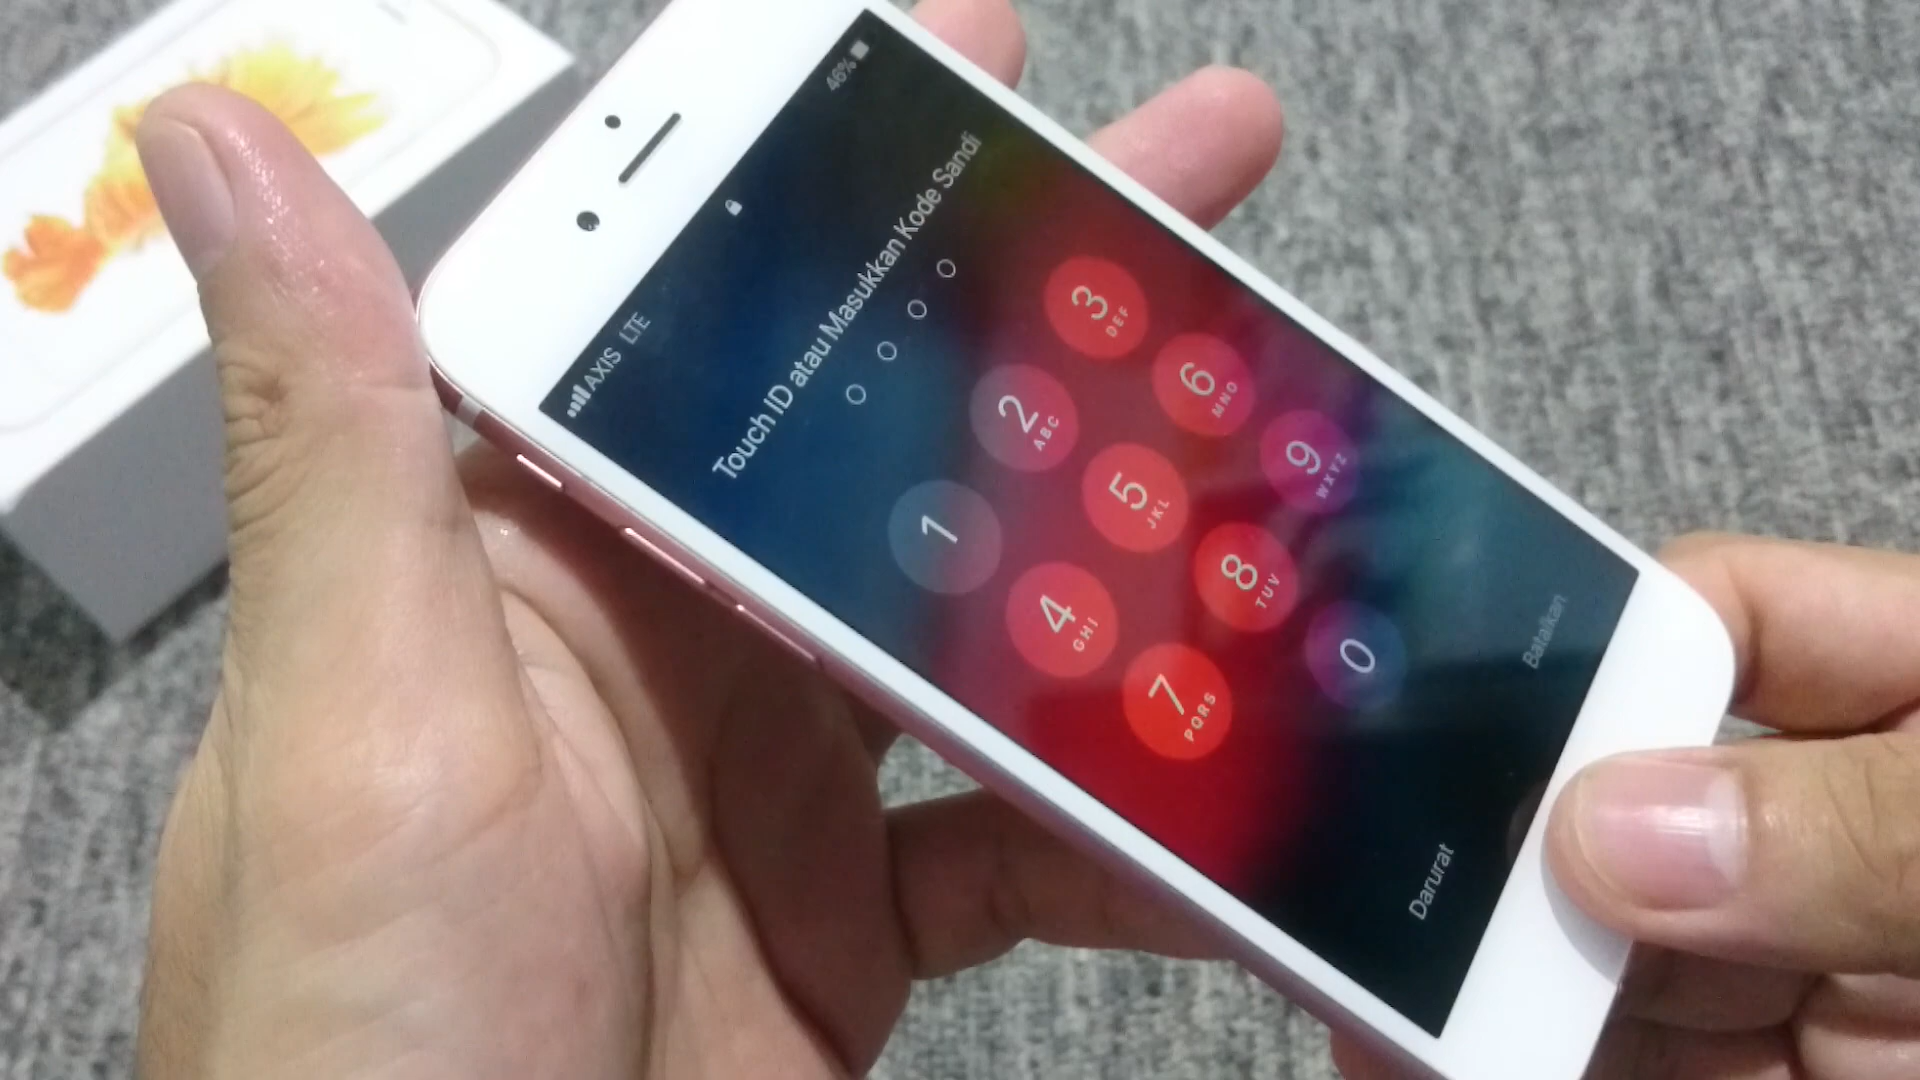 AXIS LTE 46%
Touch ID atau Masukkan Kode Sandi
1 2 3
ABC DEF
4 5 6
GHI JKL MNO
7 8 9
PQRS TUV WXYZ
0
Darurat Batalkan